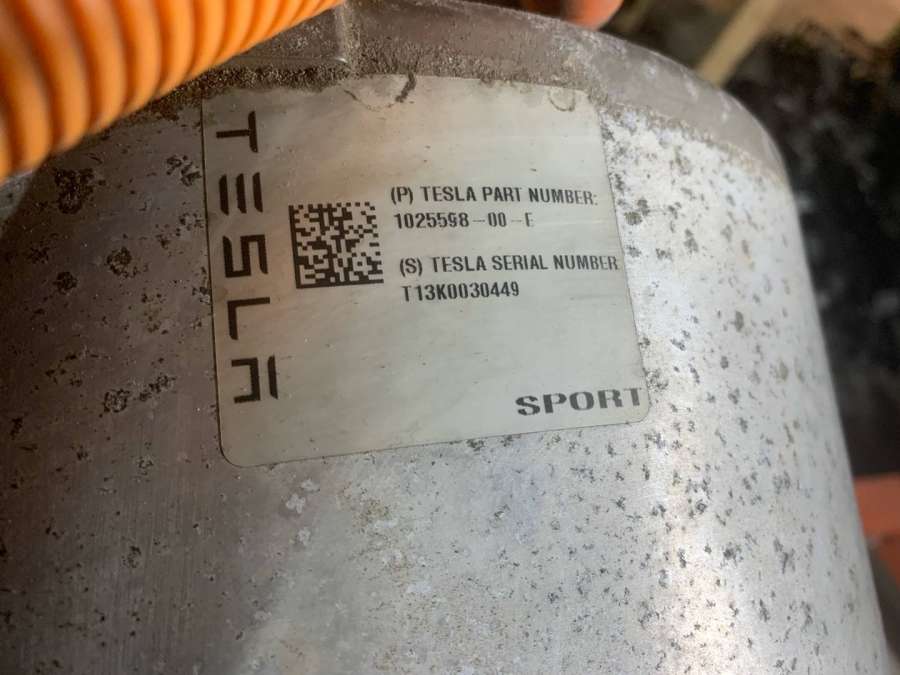 TESLA
(P) TESLA PART NUMBER:
1025598-00-E
(S) TESLA SERIAL NUMBER
T13K0030449
SPORT